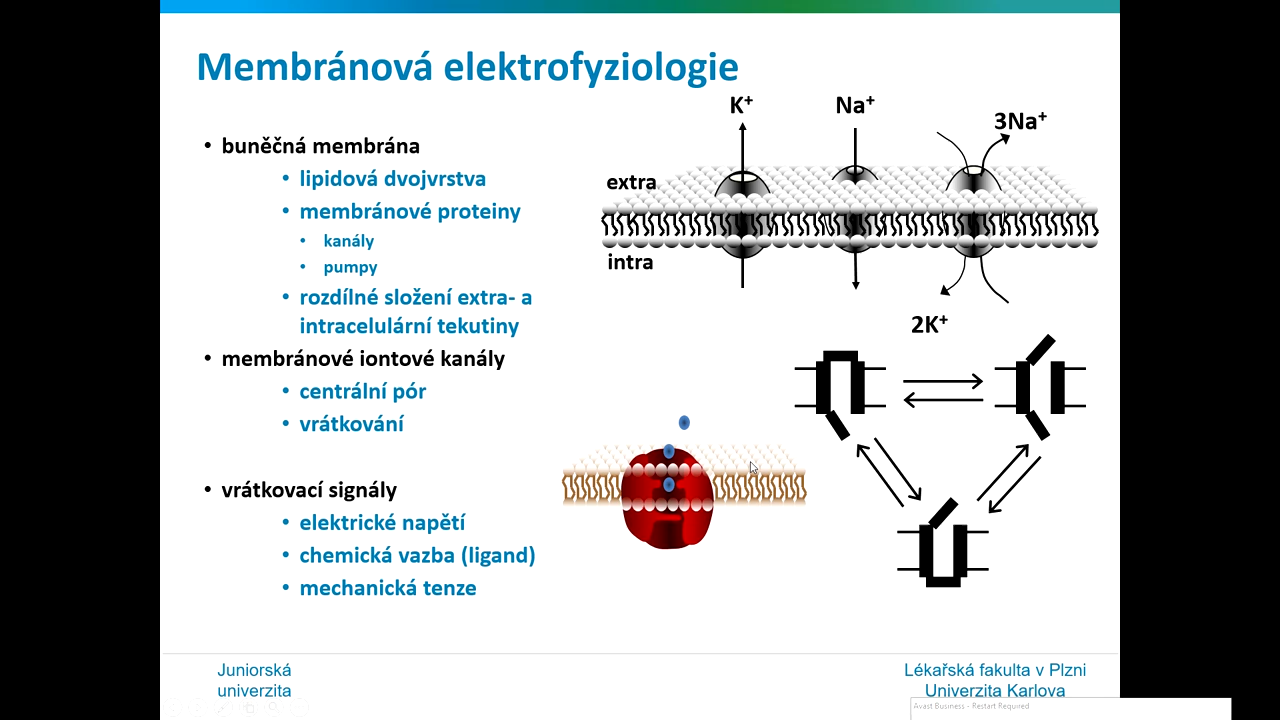 Membránová elektrofyziologie
• buněčná membrána
• lipidová dvojvrstva
• membránové proteiny
• kanály
• pumpy
• rozdílné složení extra- a
intracelulární tekutiny
• membránové iontové kanály
• centrální pór
• vrátkování
• vrátkovací signály
• elektrické napětí
• chemická vazba (ligand)
• mechanická tenze
K⁺
Na⁺
3Na⁺
extra
intra
2K⁺
Juniorská
univerzita
Lékařská fakulta v Plzni
Univerzita Karlova
Avast Business - Restart Required